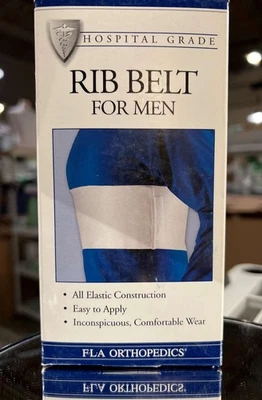 HOSPITAL GRADE
RIB BELT
FOR MEN
• All Elastic Construction
• Easy to Apply
• Inconspicuous, Comfortable Wear
FLA ORTHOPEDICS®